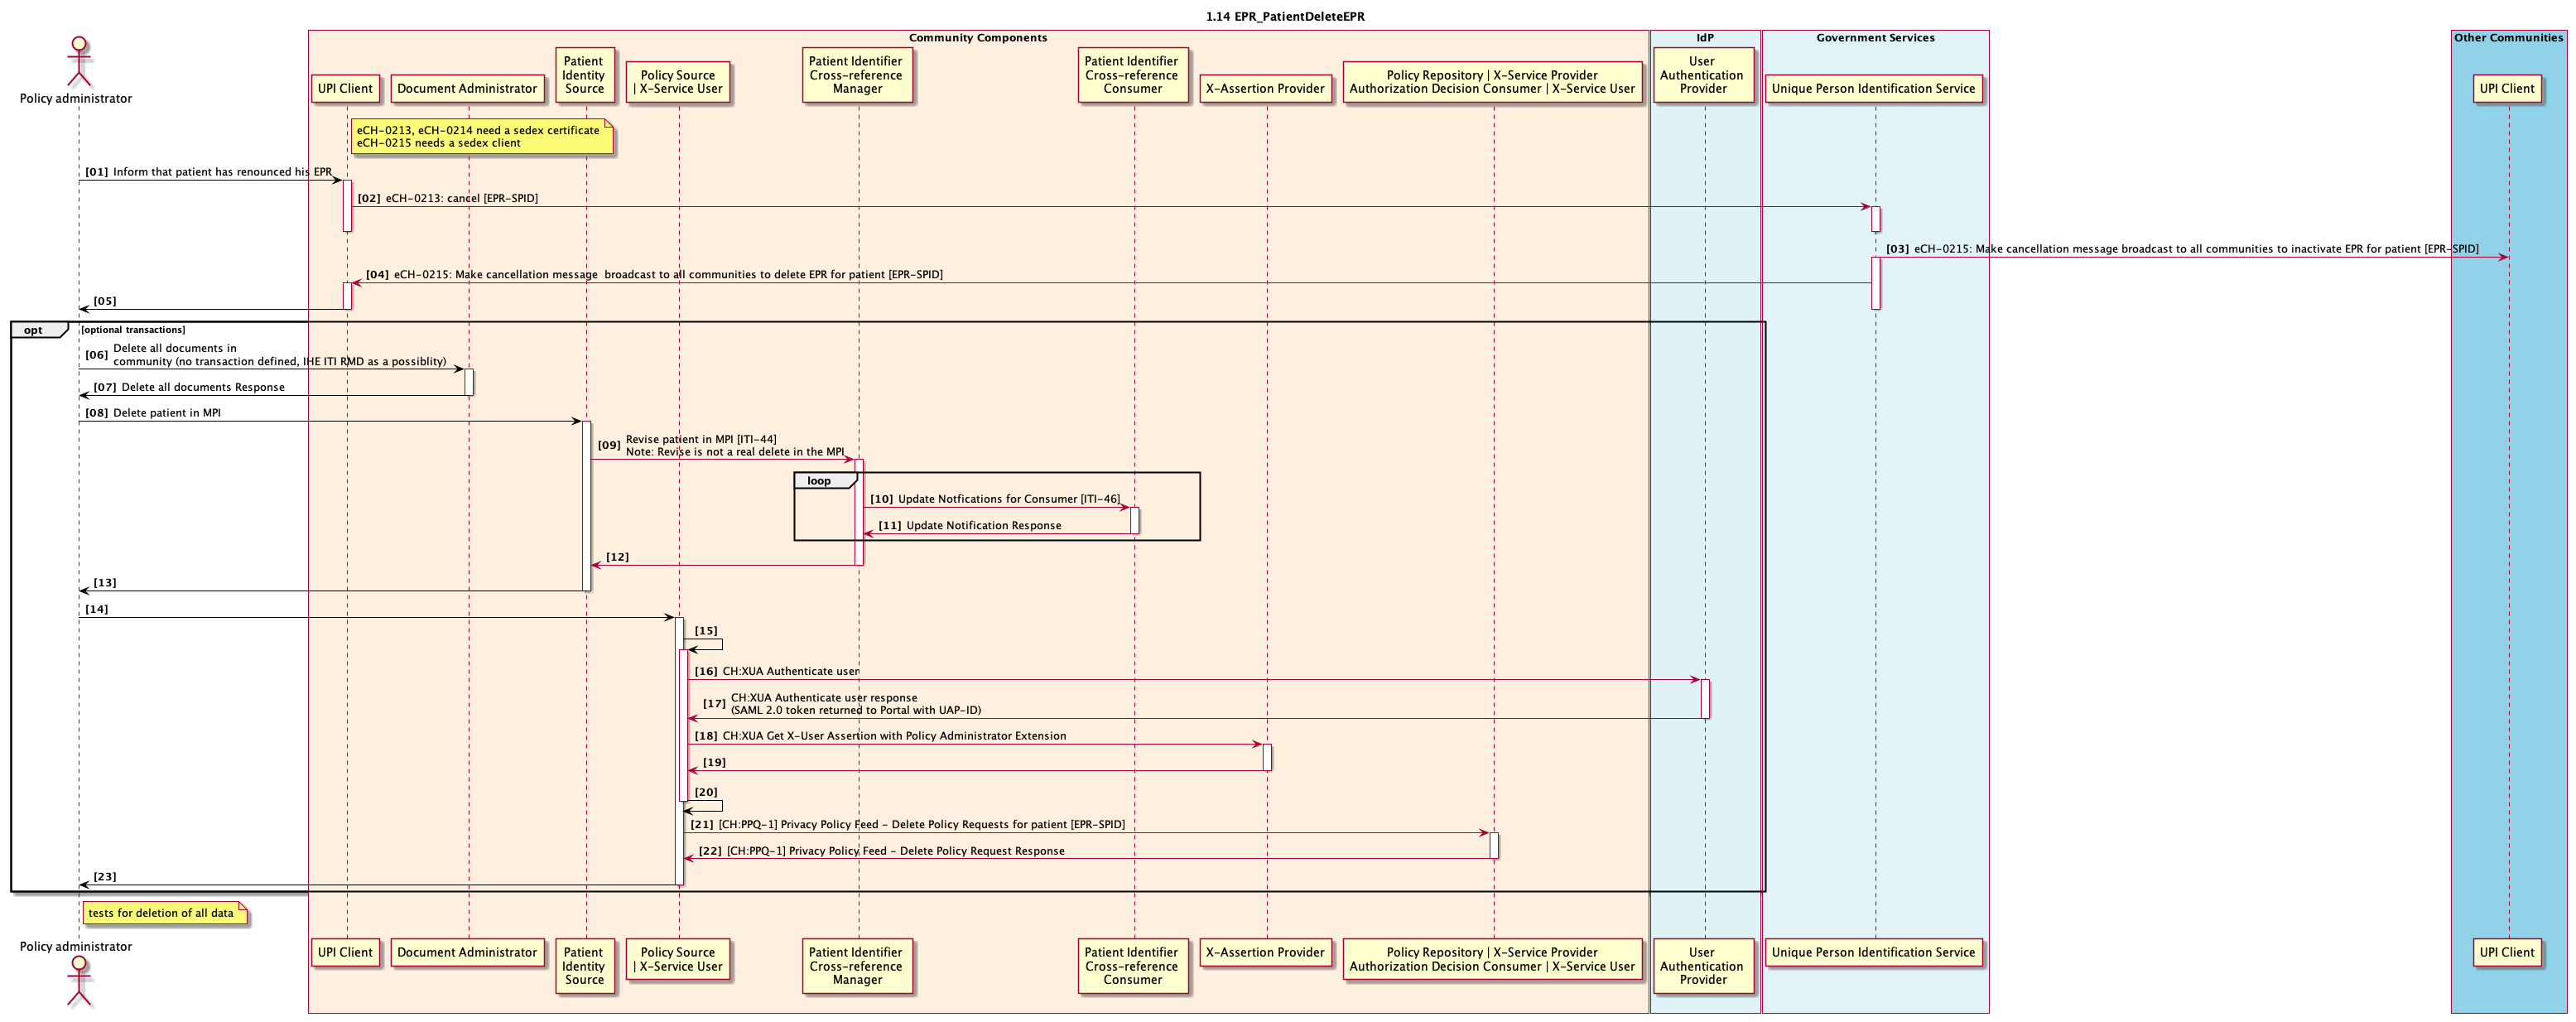 1.14 EPR_PatientDeleteEPR
Community Components
IdP
Government Services
Other Communities
Policy administrator
UPI Client
Document Administrator
Patient
Identity
Source
Policy Source
| X-Service User
Patient Identifier
Cross-reference
Manager
Patient Identifier
Cross-reference
Consumer
X-Assertion Provider
Policy Repository | X-Service Provider
Authorization Decision Consumer | X-Service User
User
Authentication
Provider
Unique Person Identification Service
UPI Client
eCH-0213, eCH-0214 need a sedex certificate
eCH-0215 needs a sedex client
[01] Inform that patient has renounced his EPR
[02] eCH-0213: cancel [EPR-SPID]
[03] eCH-0215: Make cancellation message broadcast to all communities to inactivate EPR for patient [EPR-SPID]
[04] eCH-0215: Make cancellation message  broadcast to all communities to delete EPR for patient [EPR-SPID]
[05]
opt [optional transactions]
[06] Delete all documents in
community (no transaction defined, IHE ITI RMD as a possiblity)
[07] Delete all documents Response
[08] Delete patient in MPI
[09] Revise patient in MPI [ITI-44]
Note: Revise is not a real delete in the MPI
loop
[10] Update Notfications for Consumer [ITI-46]
[11] Update Notification Response
[12]
[13]
[14]
[15]
[16] CH:XUA Authenticate user
[17] CH:XUA Authenticate user response
(SAML 2.0 token returned to Portal with UAP-ID)
[18] CH:XUA Get X-User Assertion with Policy Administrator Extension
[19]
[20]
[21] [CH:PPQ-1] Privacy Policy Feed - Delete Policy Requests for patient [EPR-SPID]
[22] [CH:PPQ-1] Privacy Policy Feed - Delete Policy Request Response
[23]
tests for deletion of all data
Policy administrator
UPI Client
Document Administrator
Patient
Identity
Source
Policy Source
| X-Service User
Patient Identifier
Cross-reference
Manager
Patient Identifier
Cross-reference
Consumer
X-Assertion Provider
Policy Repository | X-Service Provider
Authorization Decision Consumer | X-Service User
User
Authentication
Provider
Unique Person Identification Service
UPI Client